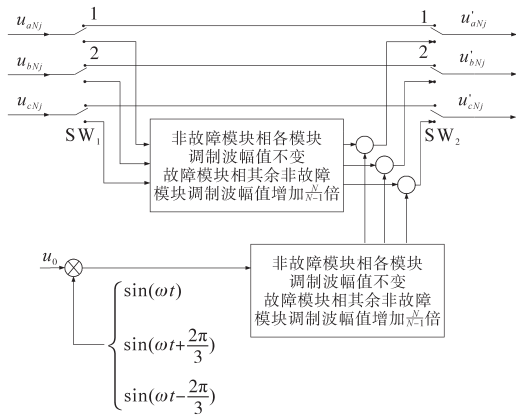 u_{aNj} 1 1 u'_{aNj}
u_{bNj} 2 2 u'_{bNj}
u_{cNj} u'_{cNj}
SW_1 SW_2
非故障模块相各模块
调制波幅值不变
故障模块相其余非故障
模块调制波幅值增加\frac{N}{N-1}倍
u_0
非故障模块相各模块
调制波幅值不变
故障模块相其余非故障
模块调制波幅值增加\frac{N}{N-1}倍
sin(ωt)
sin(ωt+\frac{2π}{3})
sin(ωt-\frac{2π}{3})